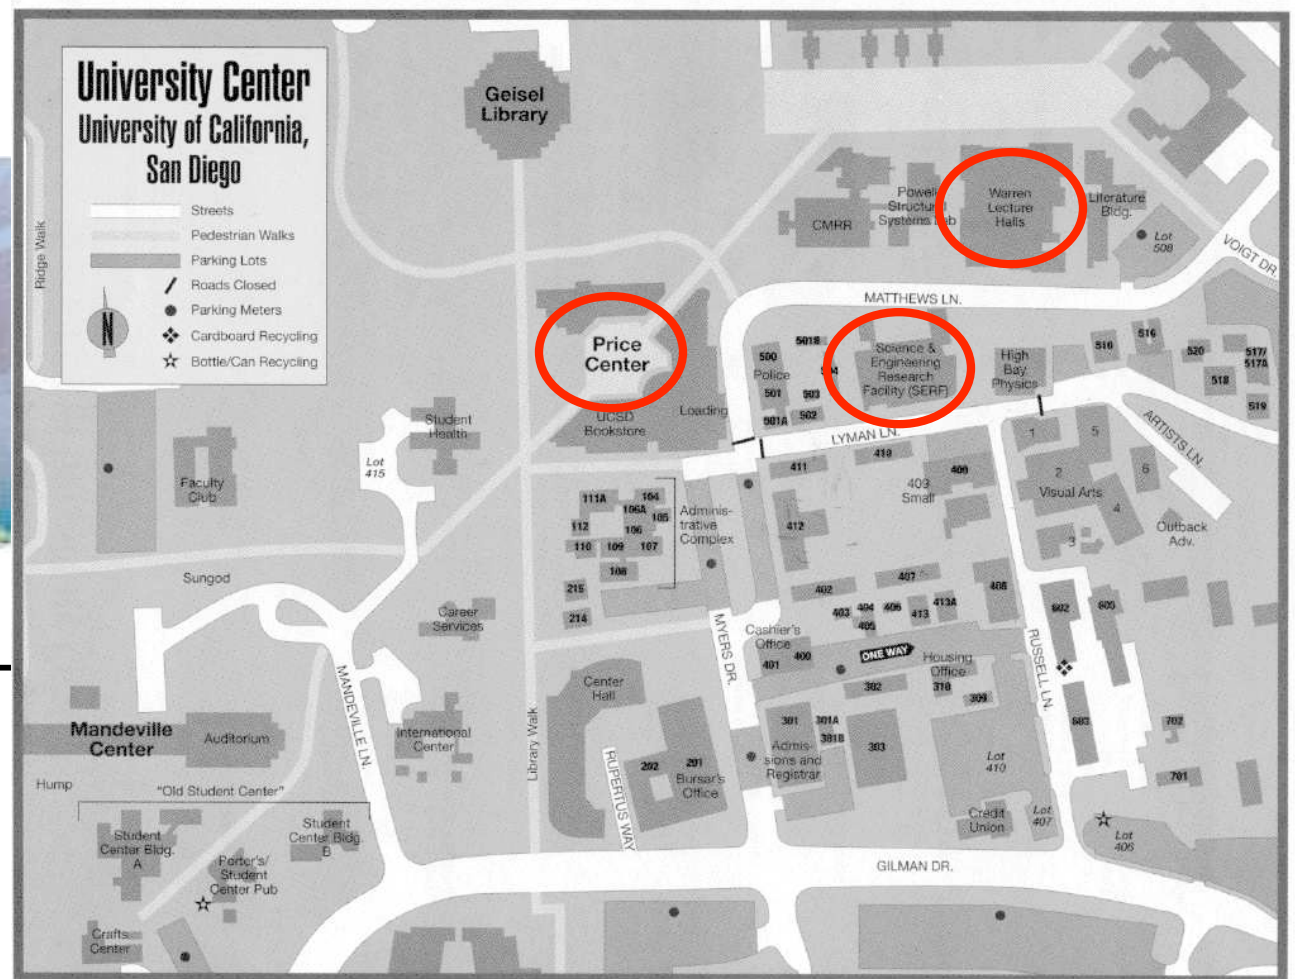 University Center
University of California,
San Diego
Streets
Pedestrian Walks
Parking Lots
Roads Closed
Parking Meters
Cardboard Recycling
Bottle/Can Recycling
N
Ridge Walk
Geisel
Library
CMRR
Powell
Structural
Systems Lab
Warren
Lecture
Halls
Literature
Bldg.
Lot
508
VOIGT DR.
MATTHEWS LN.
Price
Center
UCSD
Bookstore
Loading
500
Police
501
501A
501B
503
502
504
Science &
Engineering
Research
Facility (SERF)
High
Bay
Physics
510
516
520
517/
517A
518
519
LYMAN LN.
ARTISTS LN.
Student
Health
Lot
415
Faculty
Club
111A
104
106A
105
112
106
110
109
107
108
215
214
Adminis-
trative
Complex
411
410
409
Small
400
412
1
5
2
Visual Arts
6
4
3
Outback
Adv.
Sungod
Career
Services
402
407
408
403
404
406
413
413A
405
602
605
Cashier's
Office
401
400
ONE WAY
Housing
Office
310
309
302
MYERS DR.
RUSSELL LN.
MANDEVILLE LN.
Center
Hall
Library Walk
RUPERTUS WAY
Mandeville
Center
Auditorium
International
Center
Hump
"Old Student Center"
202
201
Bursar's
Office
301
301A
301B
303
Admis-
sions and
Registrar
603
702
701
Lot
410
Credit
Union
Lot
407
Lot
406
Student
Center Bldg.
A
Student
Center Bldg.
B
Porter's/
Student
Center Pub
Crafts
Center
GILMAN DR.